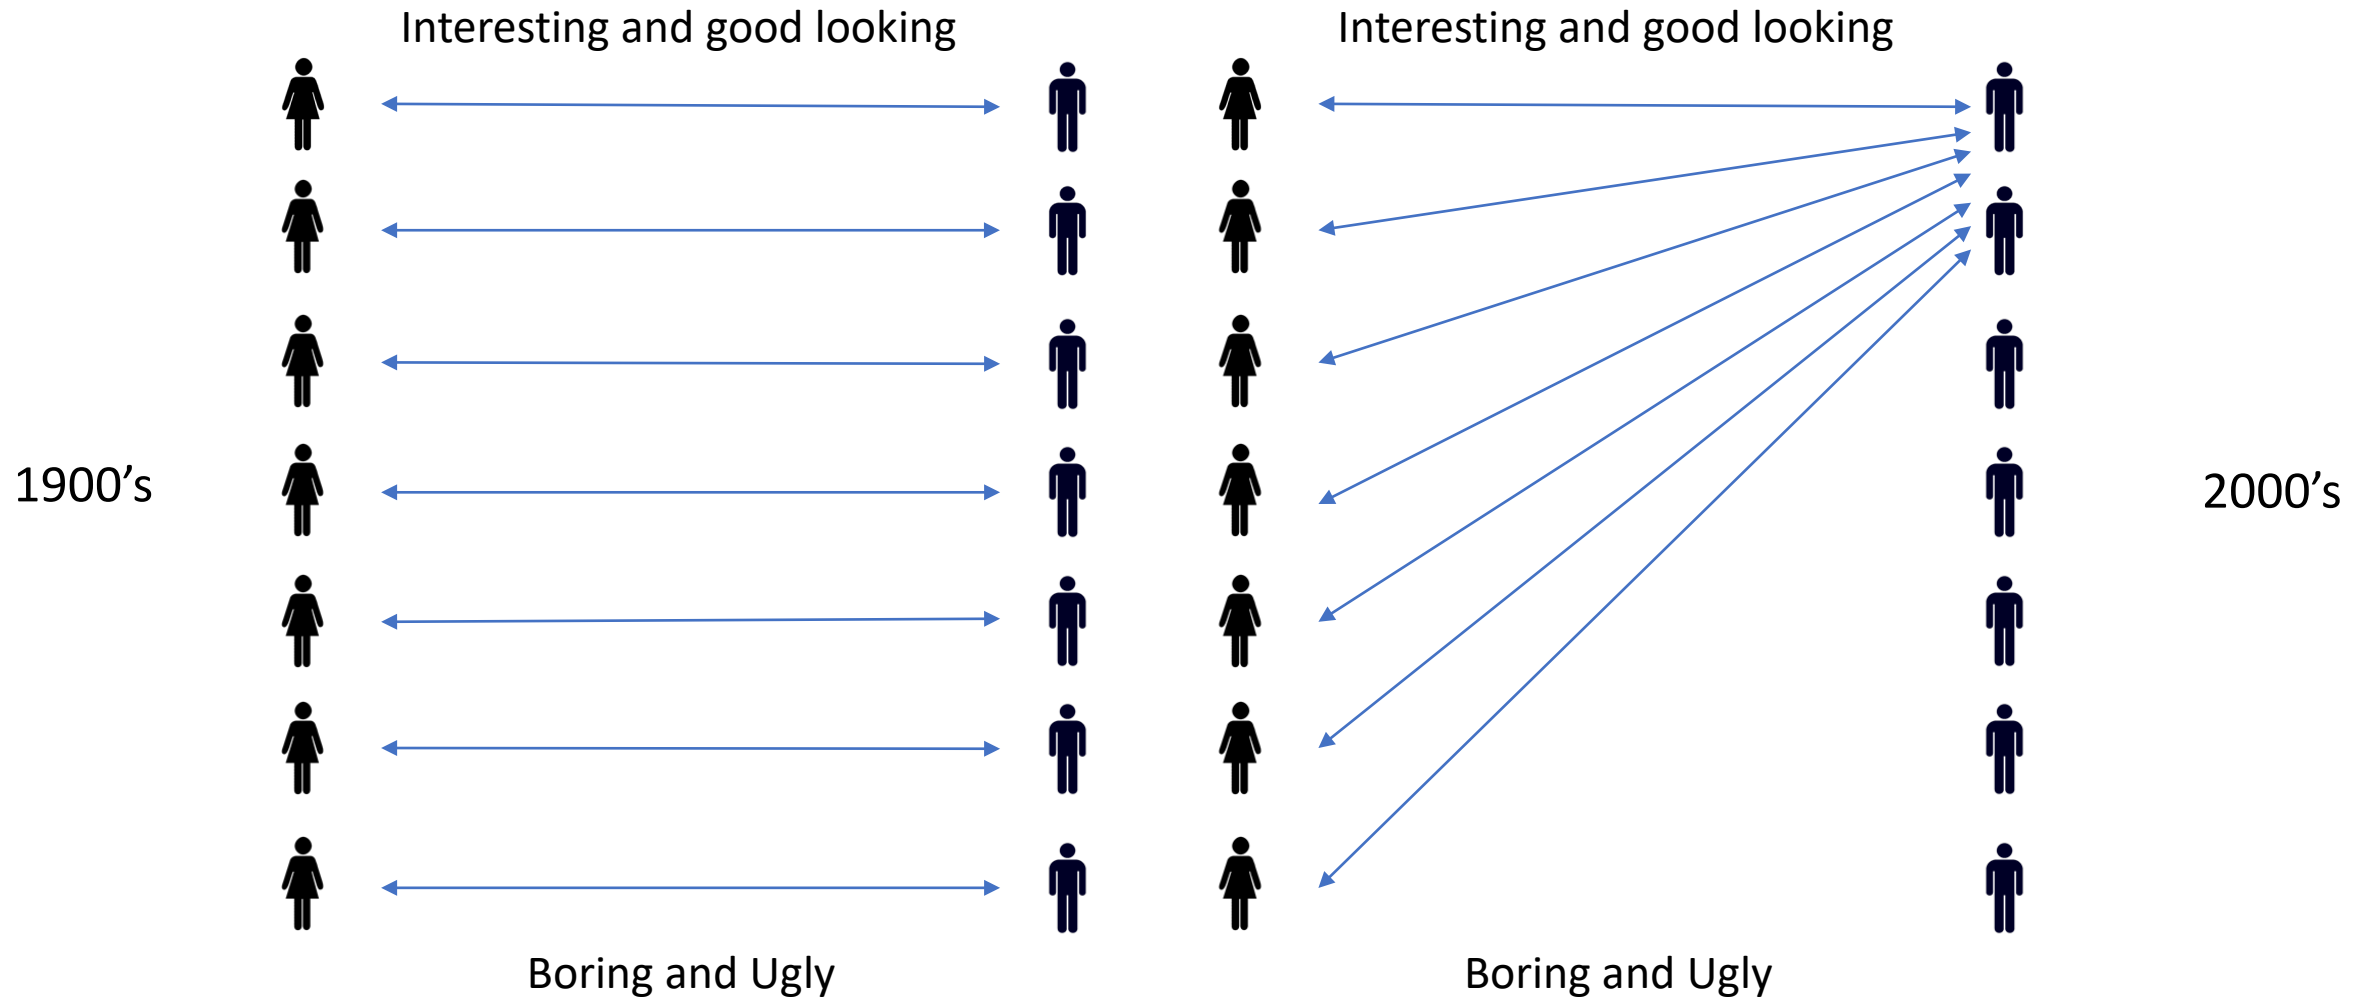 Interesting and good looking
Interesting and good looking
1900’s
2000’s
Boring and Ugly
Boring and Ugly